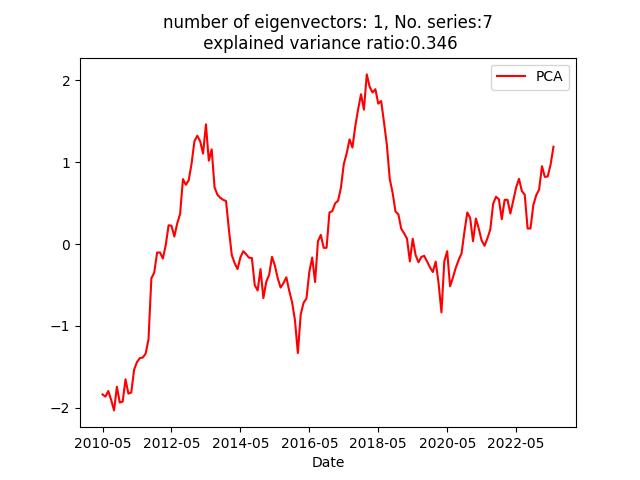 number of eigenvectors: 1, No. series:7
explained variance ratio:0.346
PCA
2
1
0
−1
−2
2010-05 2012-05 2014-05 2016-05 2018-05 2020-05 2022-05
Date